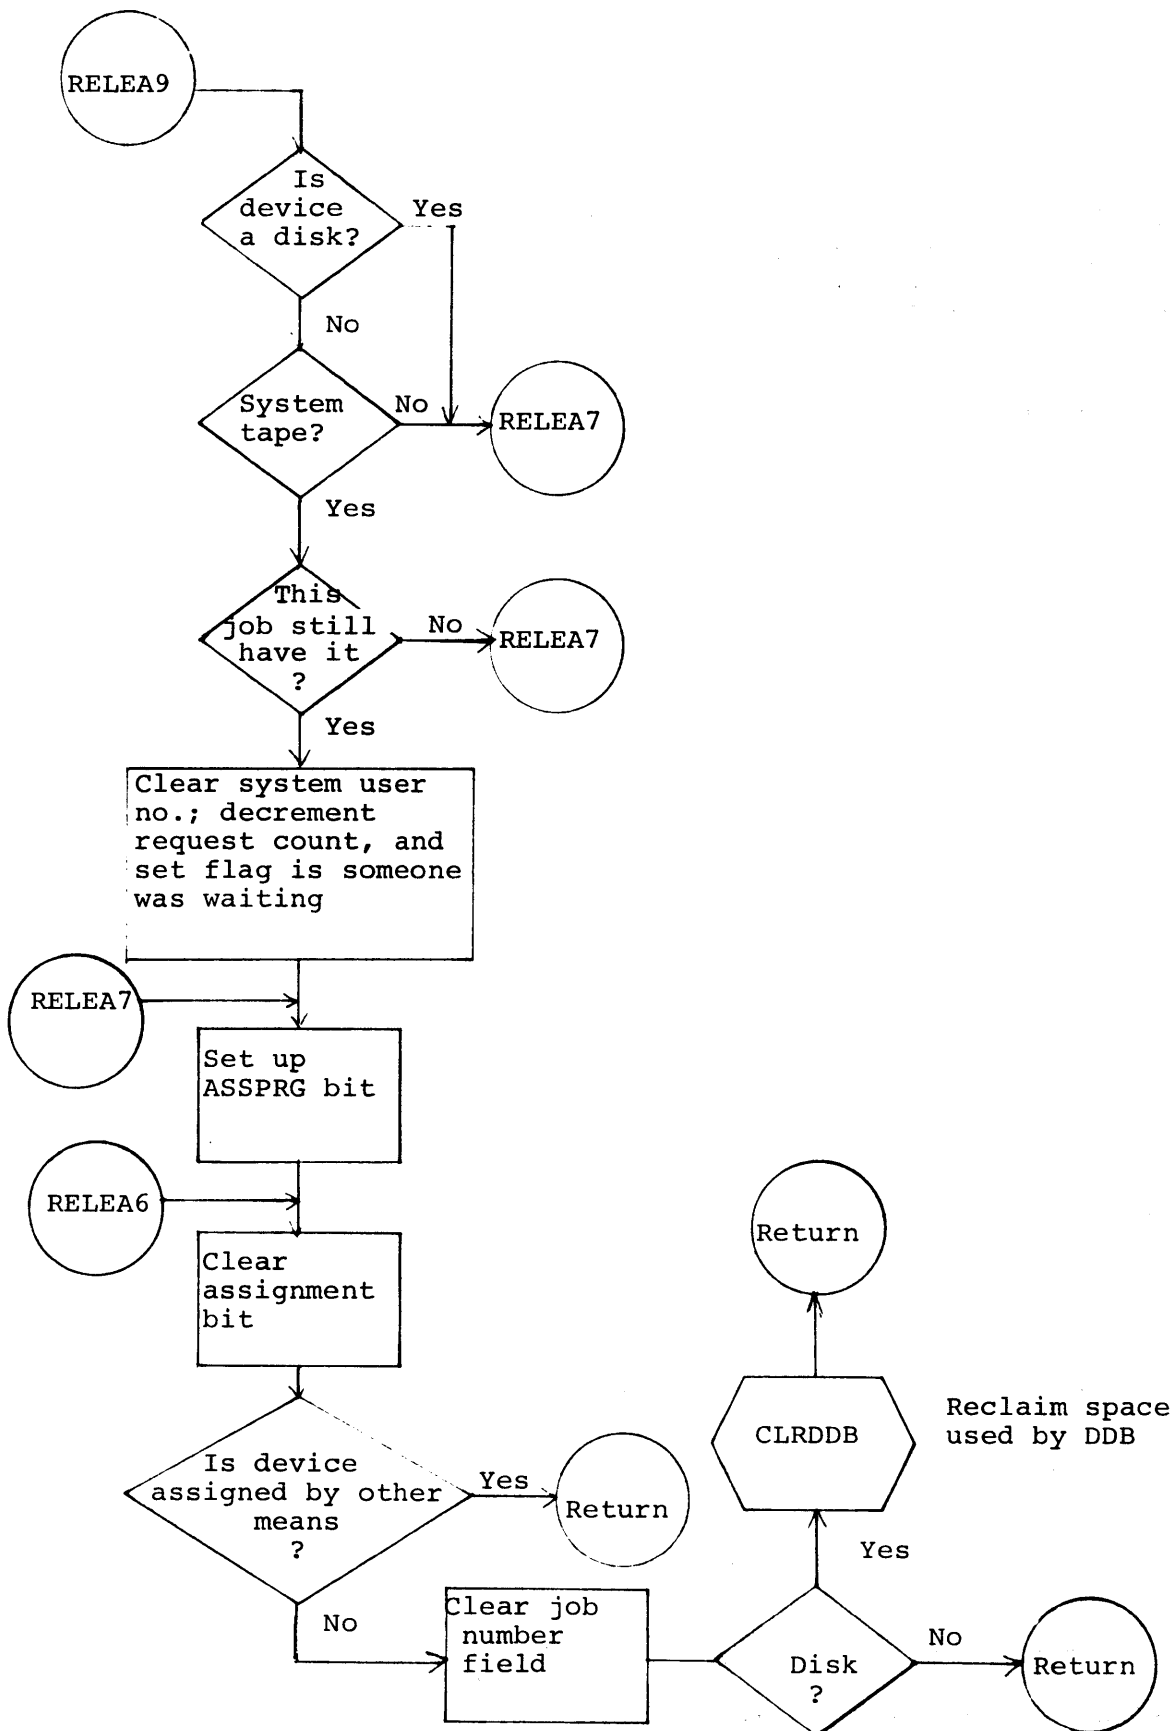 RELEA9
Is
device
a disk?
Yes
No
System
tape?
No
RELEA7
Yes
This
job still
have it
?
No
RELEA7
Yes
Clear system user
no.; decrement
request count, and
set flag is someone
was waiting
RELEA7
Set up
ASSPRG bit
RELEA6
Clear
assignment
bit
Is device
assigned by other
means
?
Yes
Return
No
Clear job
number
field
Disk
?
No
Return
Yes
CLRDDB
Reclaim space
used by DDB
Return